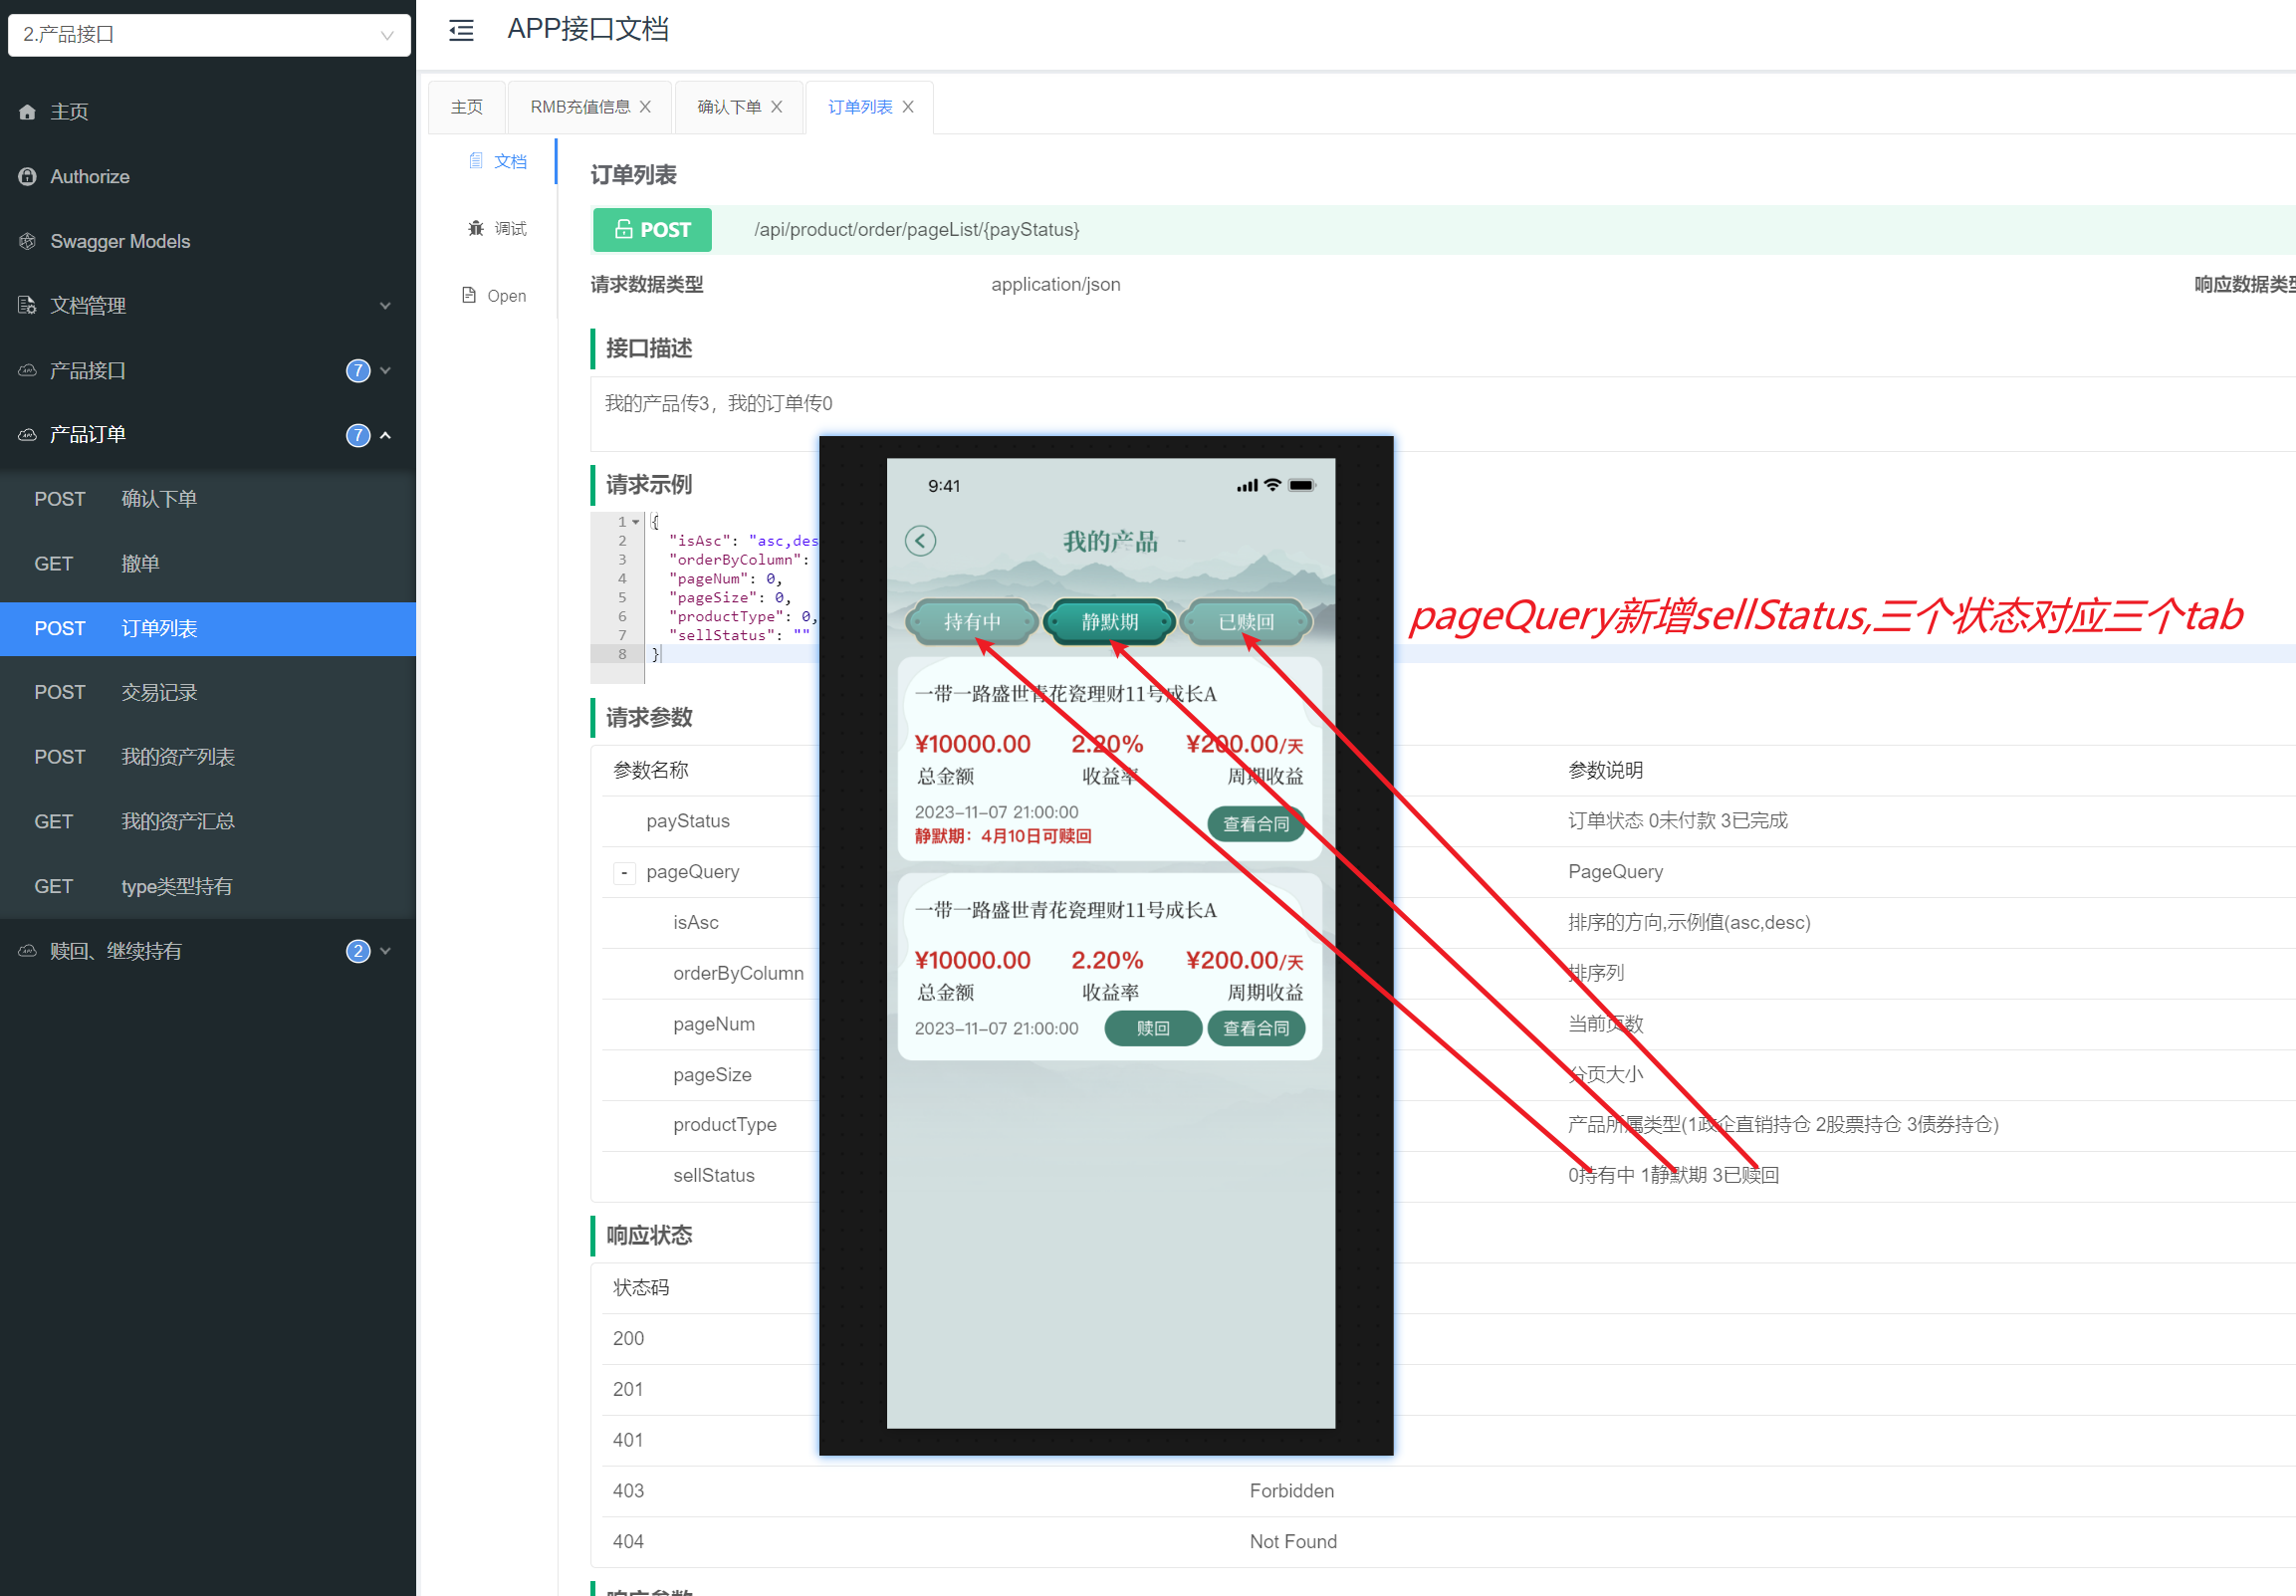 2.产品接口
主页
Authorize
Swagger Models
文档管理
产品接口 7
产品订单 7
POST 确认下单
GET 撤单
POST 订单列表
POST 交易记录
POST 我的资产列表
GET 我的资产汇总
GET type类型持有
赎回、继续持有 2
APP接口文档
主页 RMB充值信息 确认下单 订单列表
文档
调试
Open
订单列表
POST /api/product/order/pageList/{payStatus}
请求数据类型 application/json 响应数据类
接口描述
我的产品传3，我的订单传0
请求示例
1 {
2 "isAsc": "asc,des
3 "orderByColumn":
4 "pageNum": 0,
5 "pageSize": 0,
6 "productType": 0,
7 "sellStatus": ""
8 }
请求参数
参数名称 参数说明
payStatus 订单状态 0未付款 3已完成
- pageQuery PageQuery
isAsc 排序的方向,示例值(asc,desc)
orderByColumn 排序列
pageNum 当前页数
pageSize 分页大小
productType 产品所属类型(1政企直销持仓 2股票持仓 3债券持仓)
sellStatus 0持有中 1静默期 3已赎回
响应状态
状态码
200
201
401
403 Forbidden
404 Not Found
响应参数
9:41
我的产品
持有中 静默期 已赎回
一带一路盛世青花瓷理财11号成长A
¥10000.00 2.20% ¥200.00/天
总金额 收益率 周期收益
2023-11-07 21:00:00
静默期：4月10日可赎回
查看合同
一带一路盛世青花瓷理财11号成长A
¥10000.00 2.20% ¥200.00/天
总金额 收益率 周期收益
2023-11-07 21:00:00 赎回 查看合同
pageQuery新增sellStatus,三个状态对应三个tab